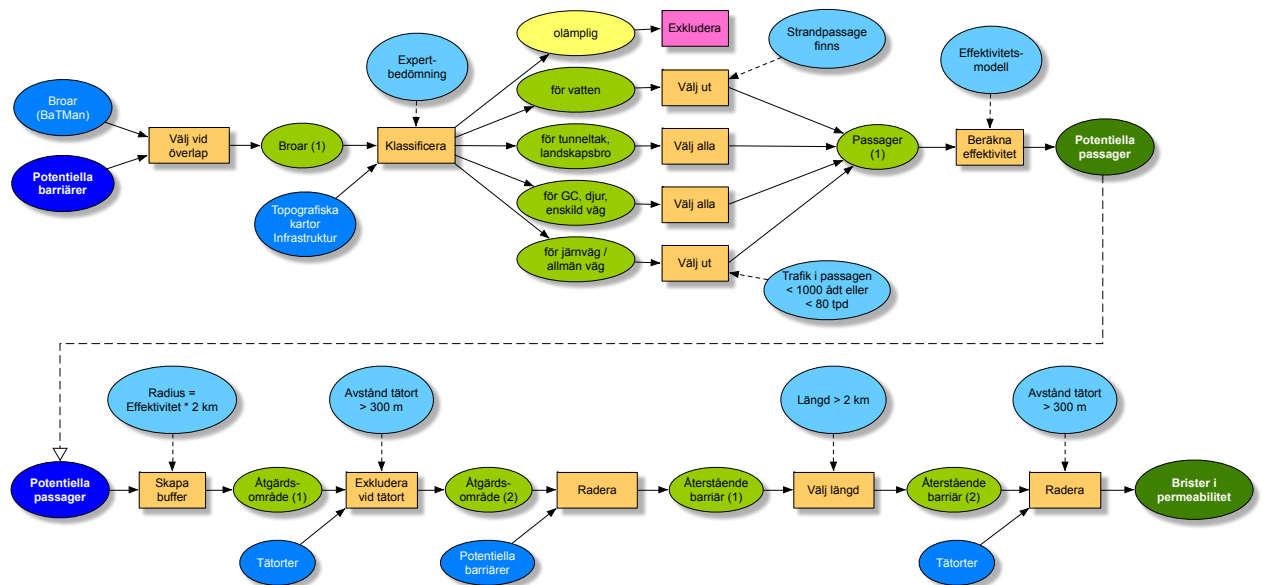 olämplig
Exkludera
Strandpassage
finns
Expert-
bedömning
Effektivitets-
modell
Broar
(BaTMan)
för vatten
Välj ut
Välj vid
överlap
Broar (1)
Klassificera
för tunneltak,
landskapsbro
Välj alla
Passager
(1)
Beräkna
effektivitet
Potentiella
passager
Potentiella
barriärer
för GC, djur,
enskild väg
Välj alla
Topografiska
kartor
Infrastruktur
för järnväg /
allmän väg
Välj ut
Trafik i passagen
< 1000 ådt eller
< 80 tpd
Radius =
Effektivitet * 2 km
Avstånd tätort
> 300 m
Längd > 2 km
Avstånd tätort
> 300 m
Potentiella
passager
Skapa
buffer
Åtgärds-
område (1)
Exkludera
vid tätort
Åtgärds-
område (2)
Radera
Återstående
barriär (1)
Välj längd
Återstående
barriär (2)
Radera
Brister i
permeabilitet
Tätorter
Potentiella
barriärer
Tätorter